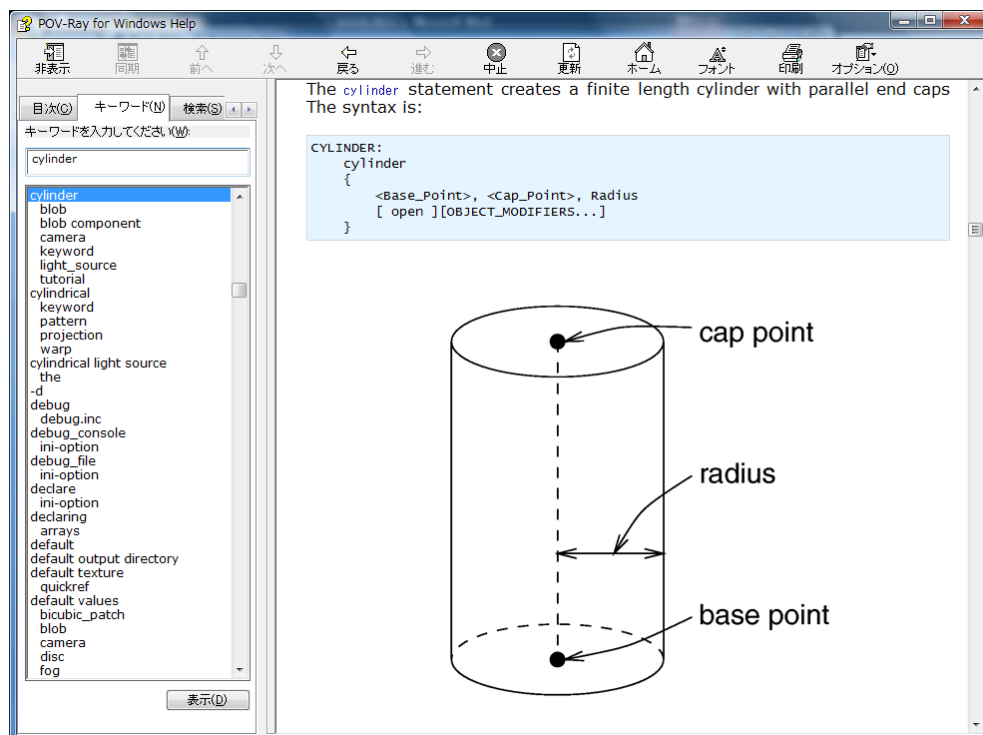 POV-Ray for Windows Help
非表示 同期 前へ 次へ 戻る 進む 中止 更新 ホーム フォント 印刷 オプション(O)
目次(C) キーワード(N) 検索(S)
キーワードを入力してください(W):
cylinder
cylinder
blob
blob component
camera
keyword
light_source
tutorial
cylindrical
keyword
pattern
projection
warp
cylindrical light source
the
-d
debug
debug.inc
debug_console
ini-option
debug_file
ini-option
declare
ini-option
declaring
arrays
default
default output directory
default texture
quickref
default values
bicubic_patch
blob
camera
disc
fog
表示(D)
The cylinder statement creates a finite length cylinder with parallel end caps
The syntax is:
CYLINDER:
cylinder
{
<Base_Point>, <Cap_Point>, Radius
[ open ][OBJECT_MODIFIERS...]
}
cap point
radius
base point